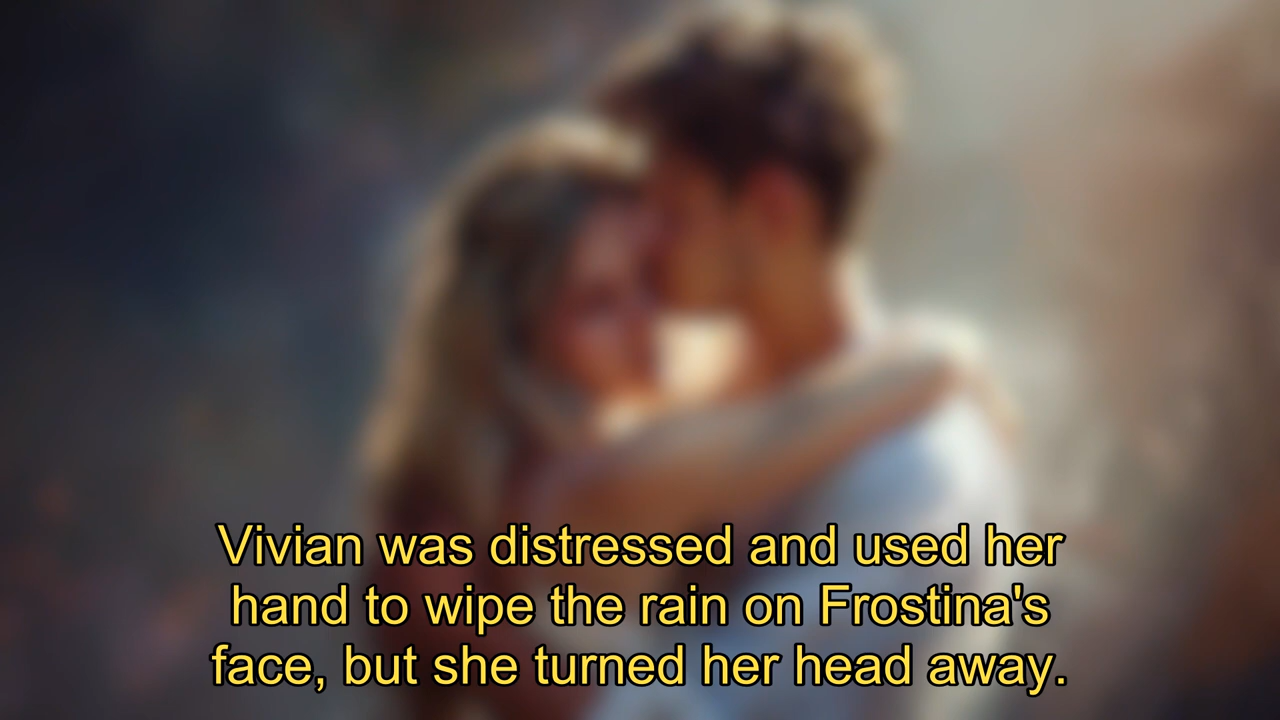 Vivian was distressed and used her
hand to wipe the rain on Frostina's
face, but she turned her head away.